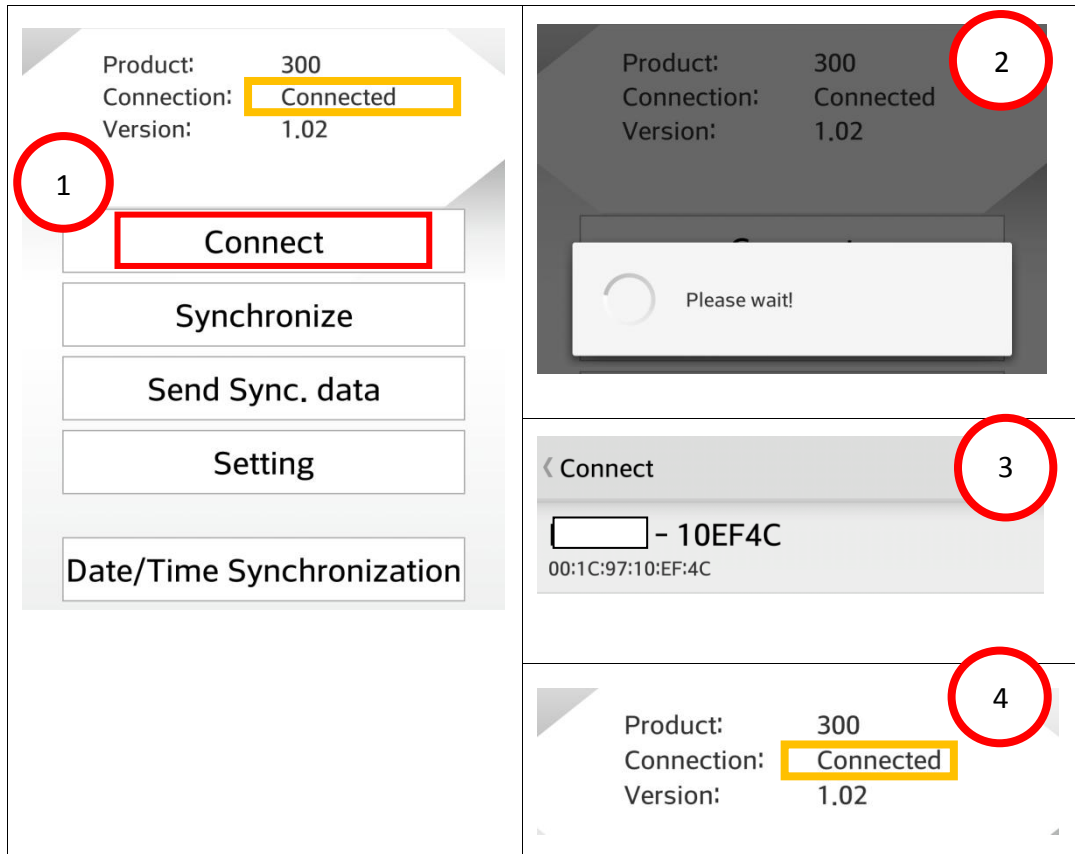 Product: 300
Connection: Connected
Version: 1.02
1
Connect
Synchronize
Send Sync. data
Setting
Date/Time Synchronization
2
Product: 300
Connection: Connected
Version: 1.02
Please wait!
3
Connect
- 10EF4C
00:1C:97:10:EF:4C
4
Product: 300
Connection: Connected
Version: 1.02